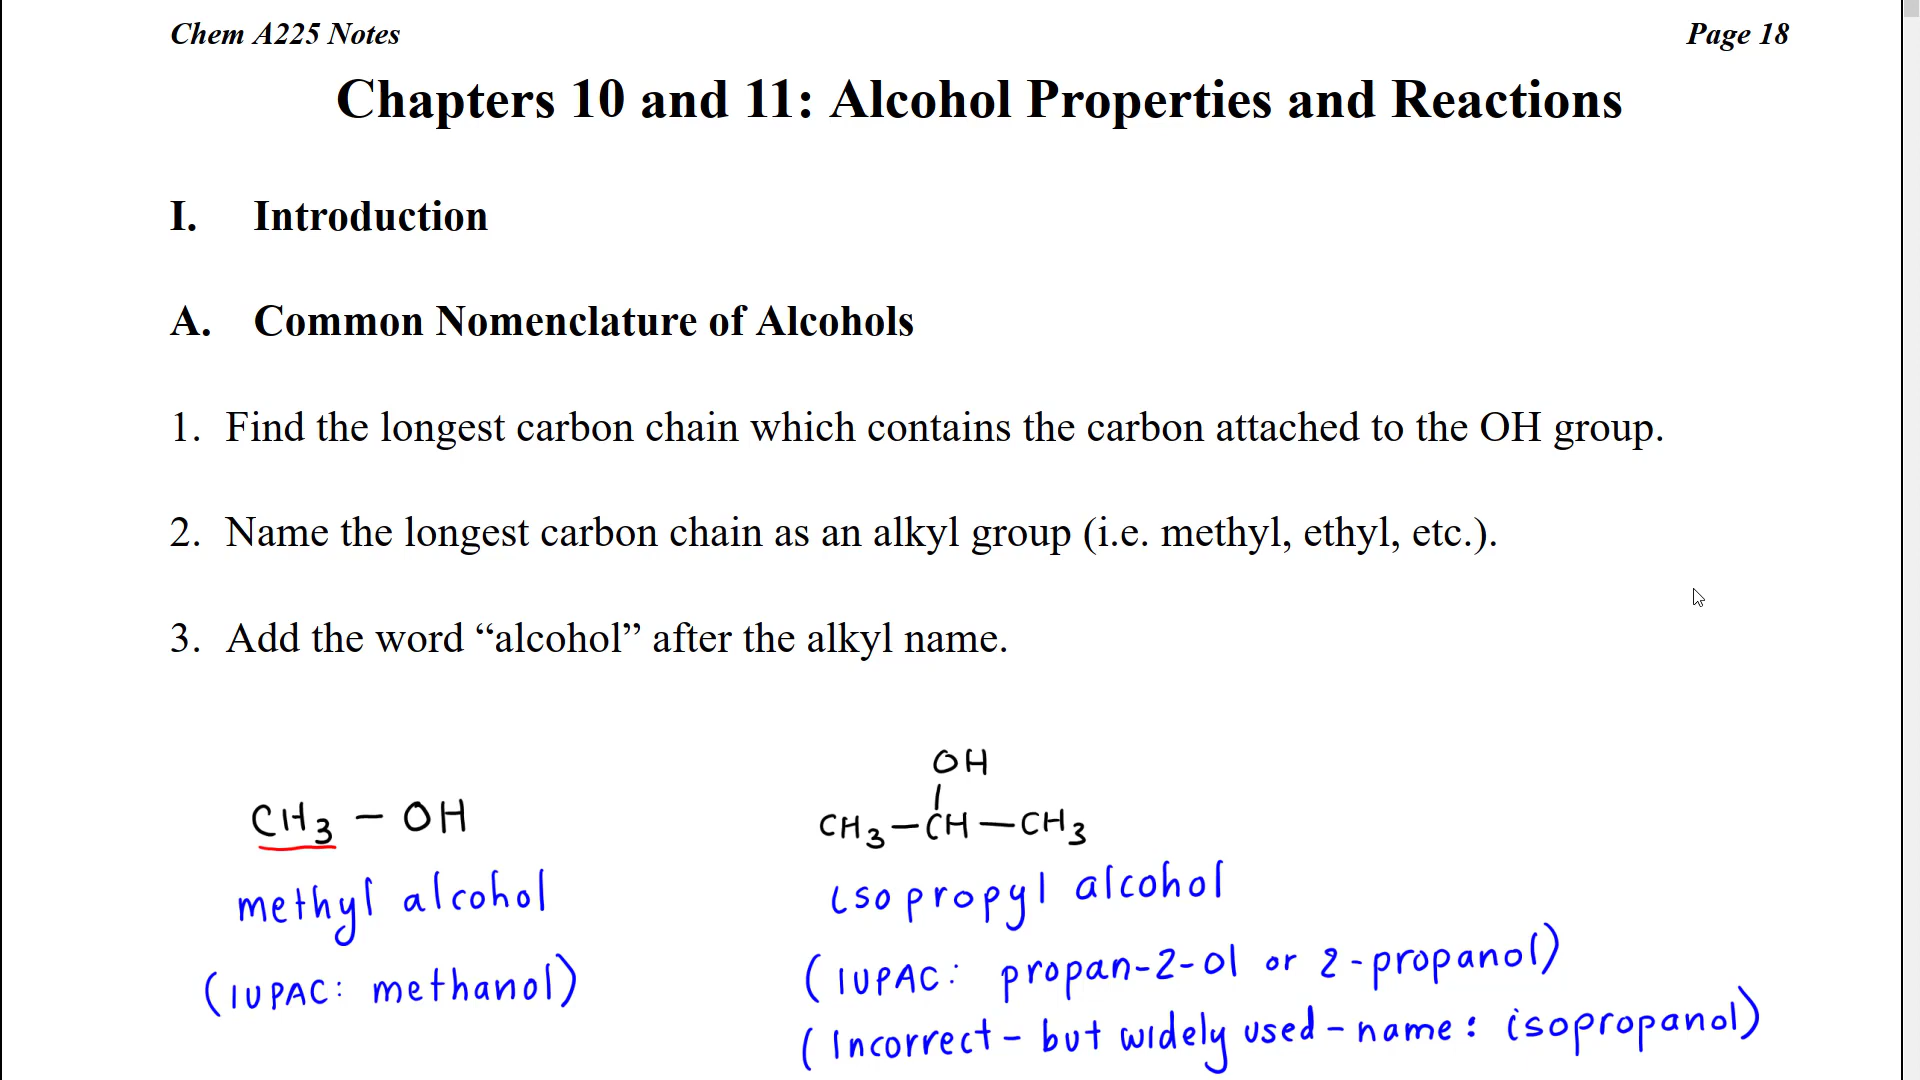 Chem A225 Notes Page 18
Chapters 10 and 11: Alcohol Properties and Reactions
I. Introduction
A. Common Nomenclature of Alcohols
1. Find the longest carbon chain which contains the carbon attached to the OH group.
2. Name the longest carbon chain as an alkyl group (i.e. methyl, ethyl, etc.).
3. Add the word “alcohol” after the alkyl name.
CH3 – OH
methyl alcohol
(IUPAC: methanol)
OH
CH3 – CH – CH3
isopropyl alcohol
(IUPAC: propan-2-ol or 2-propanol)
(Incorrect - but widely used - name: isopropanol)